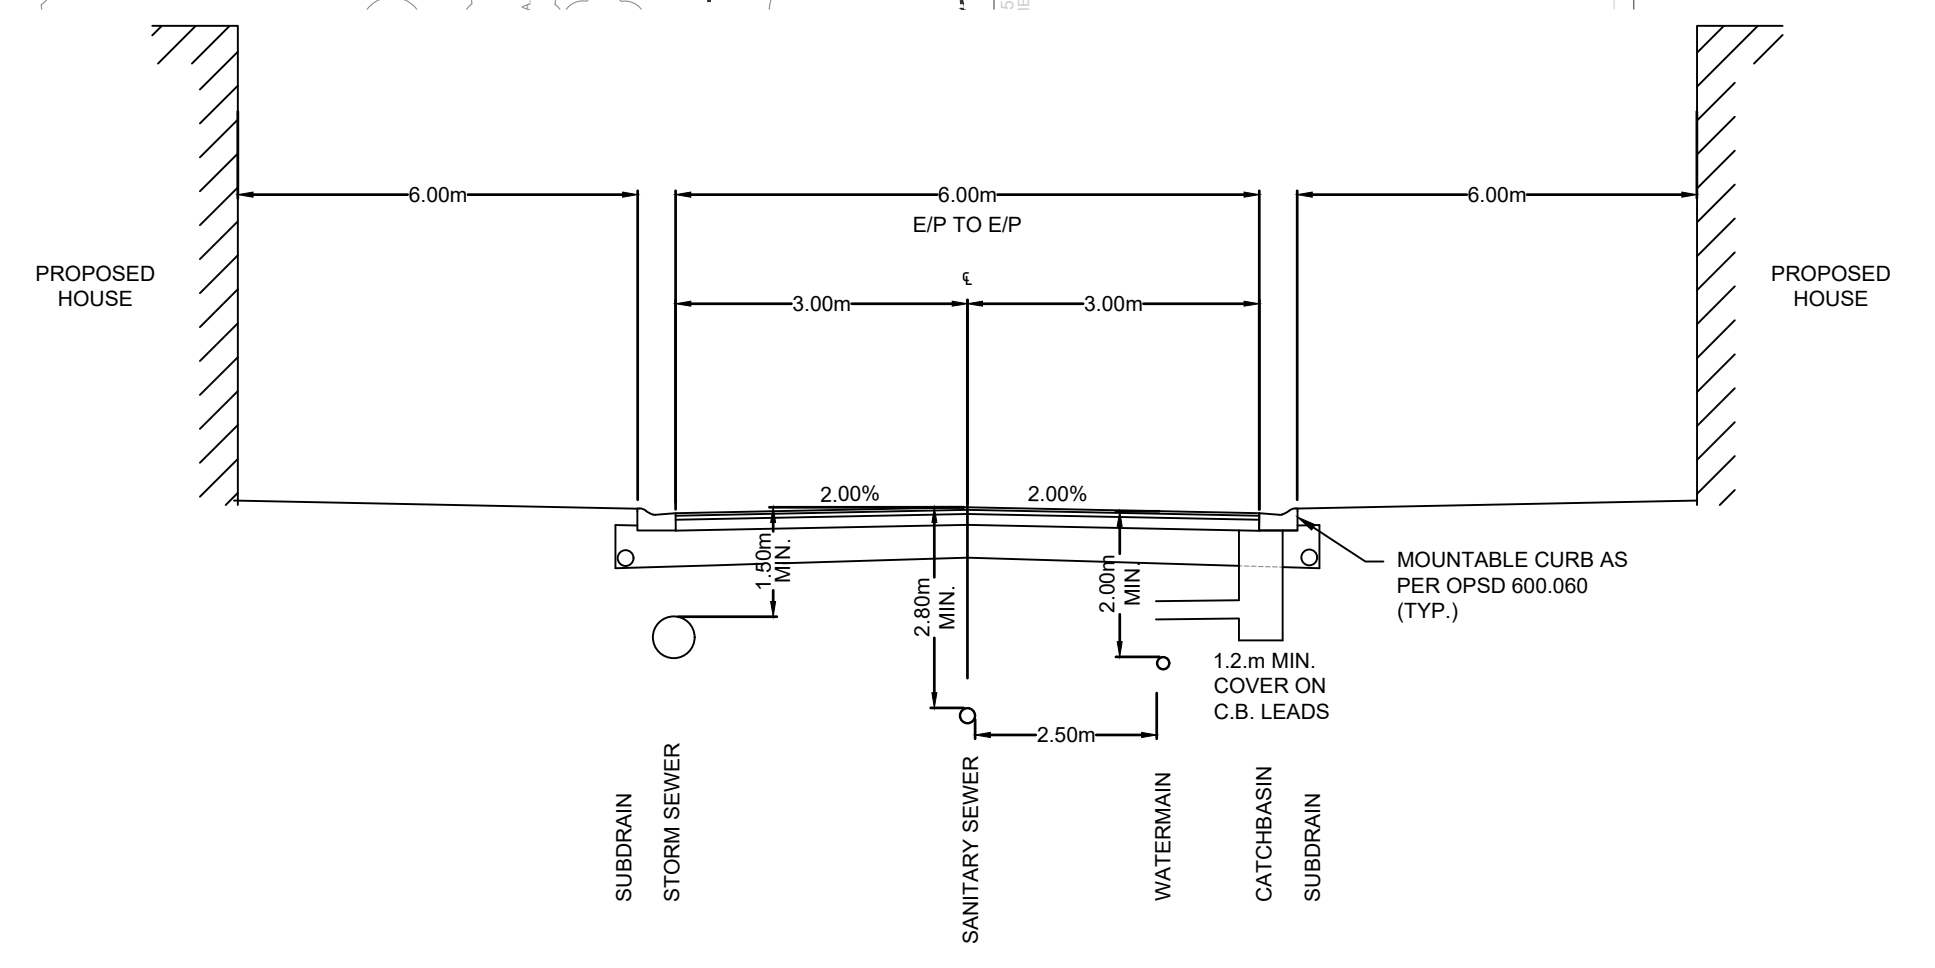 6.00m
6.00m
6.00m
E/P TO E/P
PROPOSED
HOUSE
PROPOSED
HOUSE
℄
3.00m
3.00m
2.00%
2.00%
1.50m
MIN.
2.80m
MIN.
2.00m
MIN.
MOUNTABLE CURB AS
PER OPSD 600.060
(TYP.)
1.2.m MIN.
COVER ON
C.B. LEADS
2.50m
SUBDRAIN
STORM SEWER
SANITARY SEWER
WATERMAIN
CATCHBASIN
SUBDRAIN